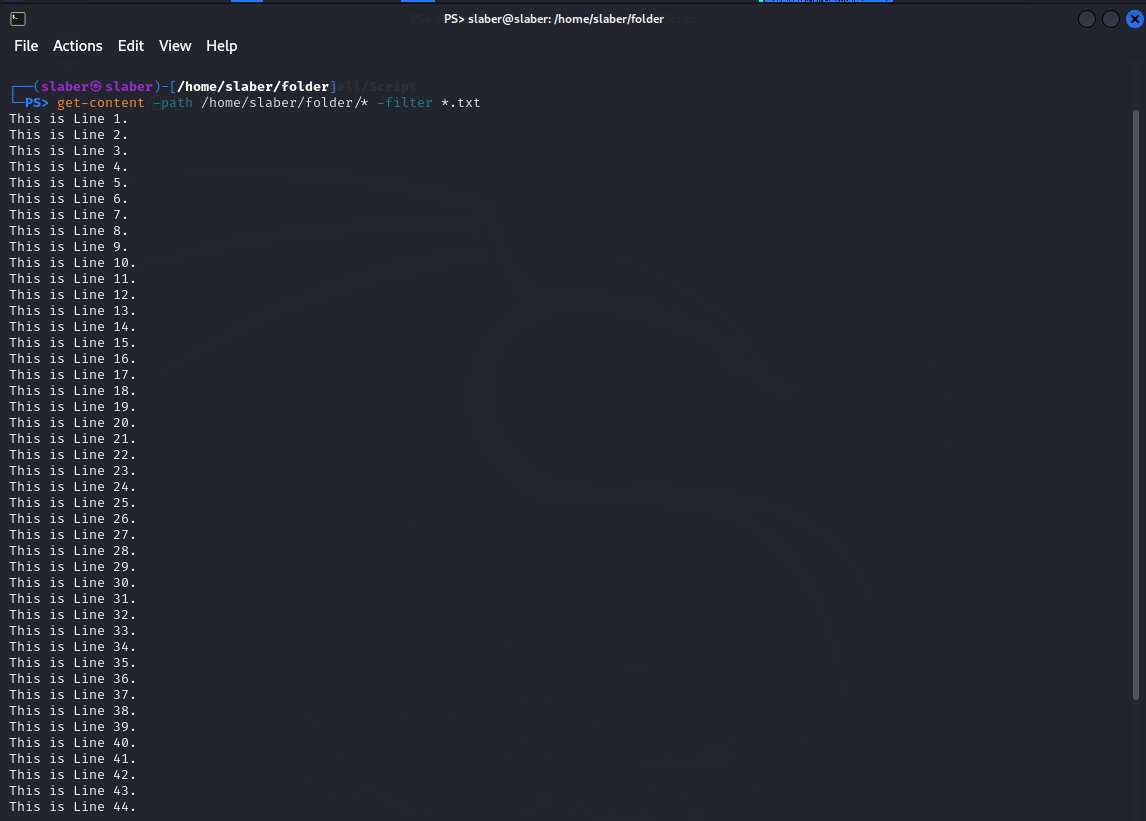 PS> slaber@slaber: /home/slaber/folder
File Actions Edit View Help
┌──(slaber㉿slaber)-[/home/slaber/folder]
└─PS> get-content -path /home/slaber/folder/* -filter *.txt
This is Line 1.
This is Line 2.
This is Line 3.
This is Line 4.
This is Line 5.
This is Line 6.
This is Line 7.
This is Line 8.
This is Line 9.
This is Line 10.
This is Line 11.
This is Line 12.
This is Line 13.
This is Line 14.
This is Line 15.
This is Line 16.
This is Line 17.
This is Line 18.
This is Line 19.
This is Line 20.
This is Line 21.
This is Line 22.
This is Line 23.
This is Line 24.
This is Line 25.
This is Line 26.
This is Line 27.
This is Line 28.
This is Line 29.
This is Line 30.
This is Line 31.
This is Line 32.
This is Line 33.
This is Line 34.
This is Line 35.
This is Line 36.
This is Line 37.
This is Line 38.
This is Line 39.
This is Line 40.
This is Line 41.
This is Line 42.
This is Line 43.
This is Line 44.